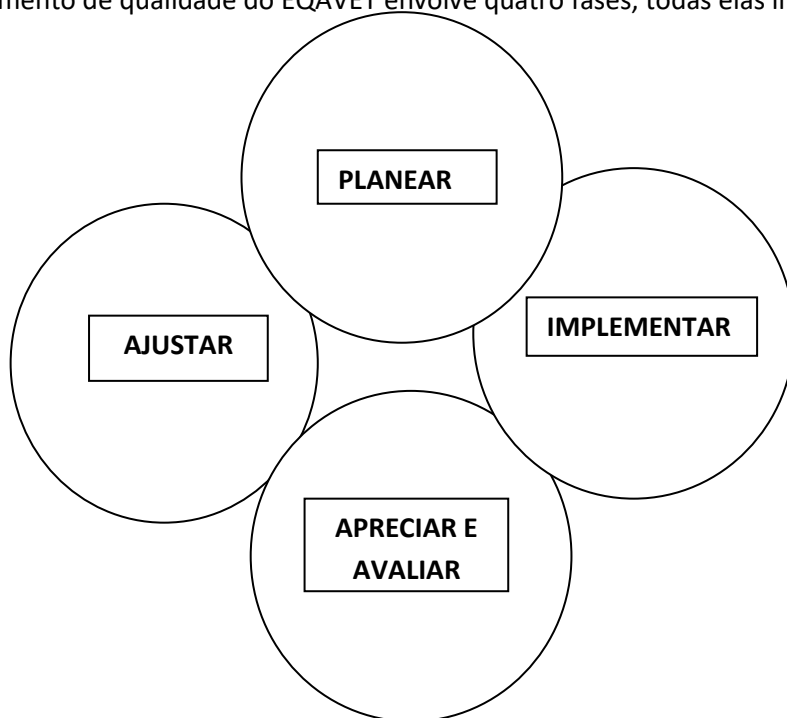 mento de qualidade do EQAVET envolve quatro fases, todas elas i
PLANEAR
IMPLEMENTAR
AJUSTAR
APRECIAR E
AVALIAR